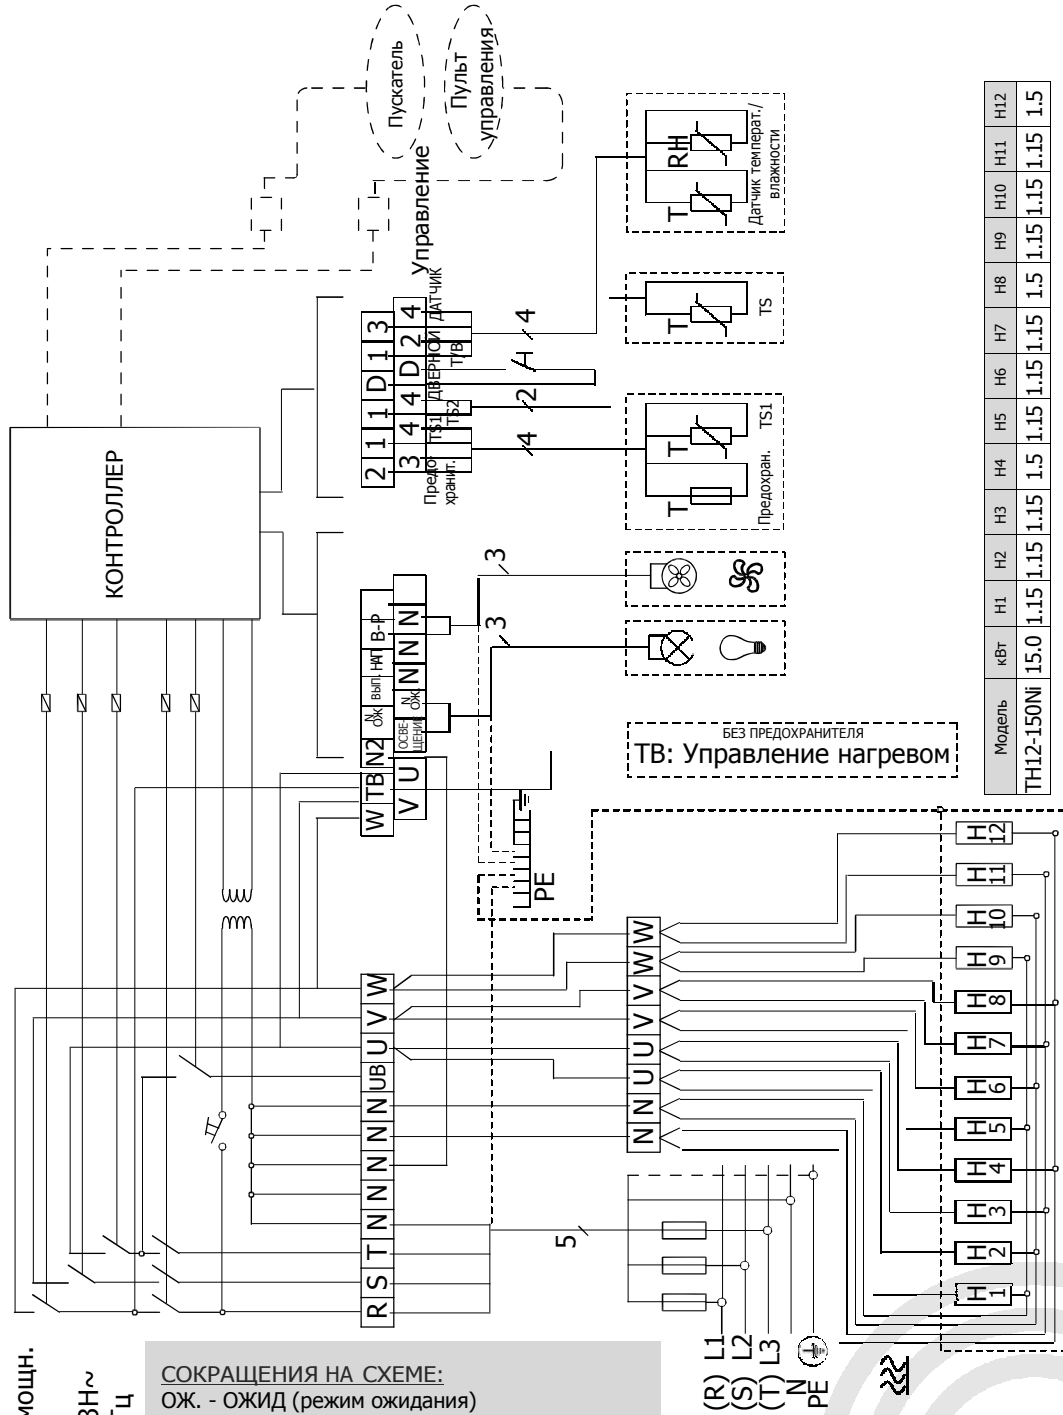 Пускатель
Пульт
управления
Управление
КОНТРОЛЛЕР
W TB N2 N ОЖ. ВЫП. НАП В-Р
V U ОСВЕ-ЩЕНИЕ N ОЖ. N N N
2 1 1 D 1 3
3 4 4 D 2 4
Предо-
хранит.
TS1
TS2
ДВЕРНОЙ
Т/В
ДАТЧИК
3
3
4
2
4
T
T
Предохран.
TS1
T
TS
T
RH
Датчик температ./
влажности
БЕЗ ПРЕДОХРАНИТЕЛЯ
ТВ: Управление нагревом
PE
R S T N N N N N UB U V W
N N U U V V W W
5
(R) L1
(S) L2
(T) L3
N
PE
H 1
H 2
H 3
H 4
H 5
H 6
H 7
H 8
H 9
H 10
H 11
H 12
Модель кВт H1 H2 H3 H4 H5 H6 H7 H8 H9 H10 H11 H12
TH12-150Ni 15.0 1.15 1.15 1.15 1.5 1.15 1.15 1.15 1.5 1.15 1.15 1.15 1.5
СОКРАЩЕНИЯ НА СХЕМЕ:
ОЖ. - ОЖИД (режим ожидания)